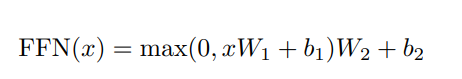 FFN(x) = max(0, xW₁ + b₁)W₂ + b₂